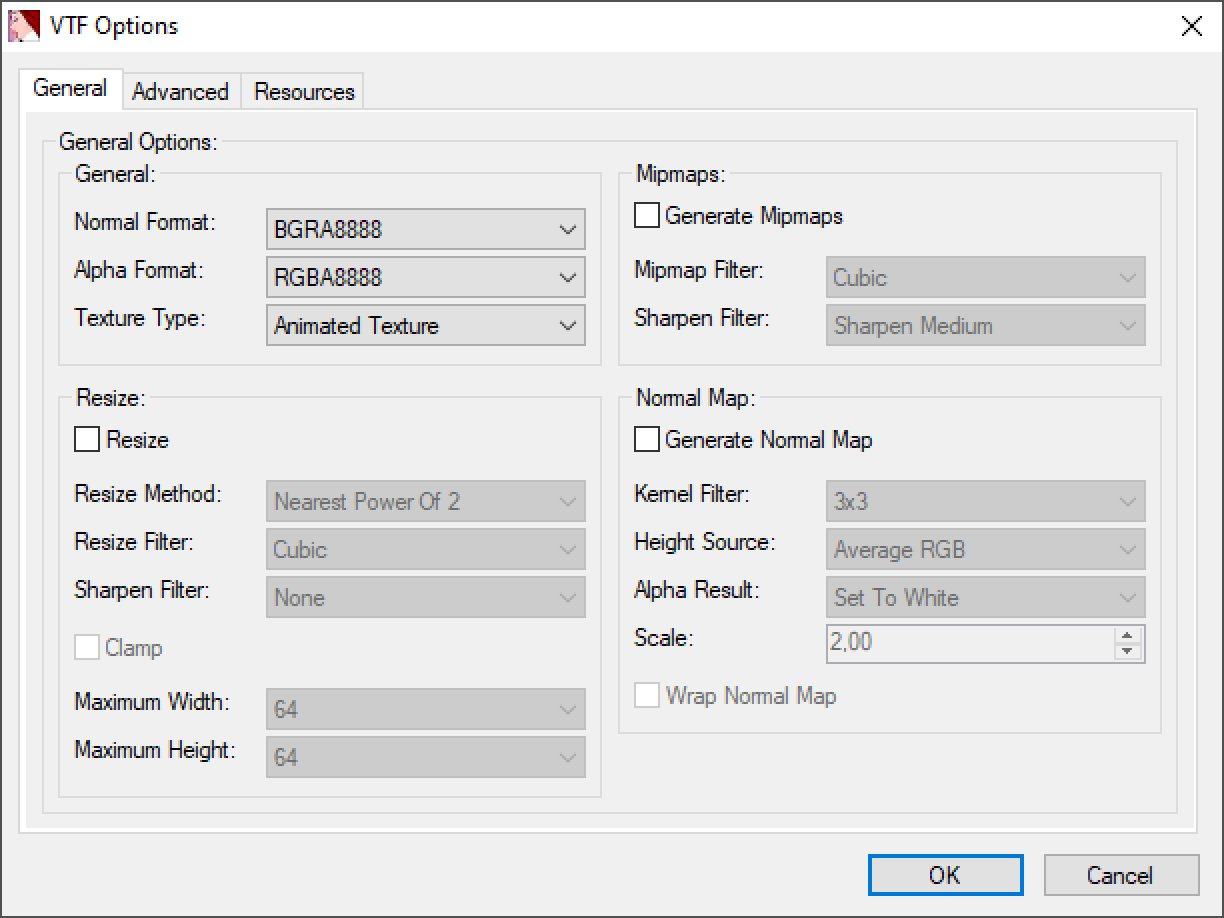 VTF Options
General Advanced Resources
General Options:
General:
Normal Format: BGRA8888
Alpha Format: RGBA8888
Texture Type: Animated Texture
Mipmaps:
Generate Mipmaps
Mipmap Filter: Cubic
Sharpen Filter: Sharpen Medium
Resize:
Resize
Resize Method: Nearest Power Of 2
Resize Filter: Cubic
Sharpen Filter: None
Clamp
Maximum Width: 64
Maximum Height: 64
Normal Map:
Generate Normal Map
Kernel Filter: 3x3
Height Source: Average RGB
Alpha Result: Set To White
Scale: 2,00
Wrap Normal Map
OK Cancel